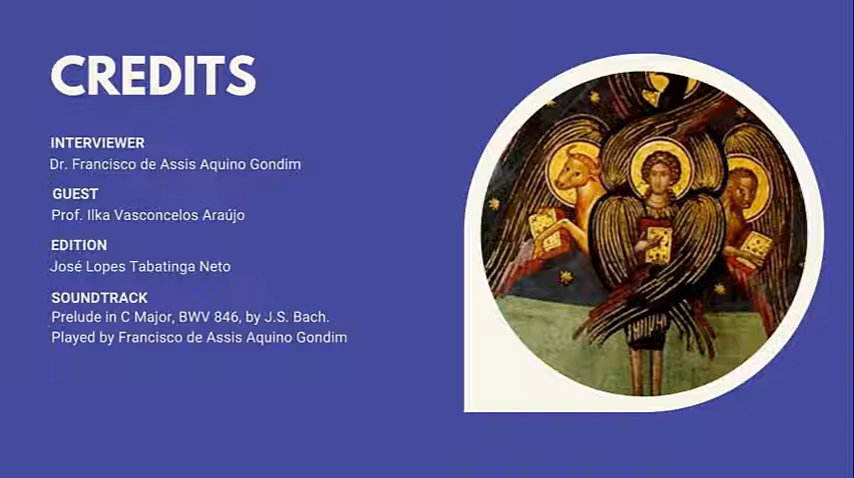 CREDITS
INTERVIEWER
Dr. Francisco de Assis Aquino Gondim
GUEST
Prof. Ilka Vasconcelos Araújo
EDITION
José Lopes Tabatinga Neto
SOUNDTRACK
Prelude in C Major, BWV 846, by J.S. Bach.
Played by Francisco de Assis Aquino Gondim